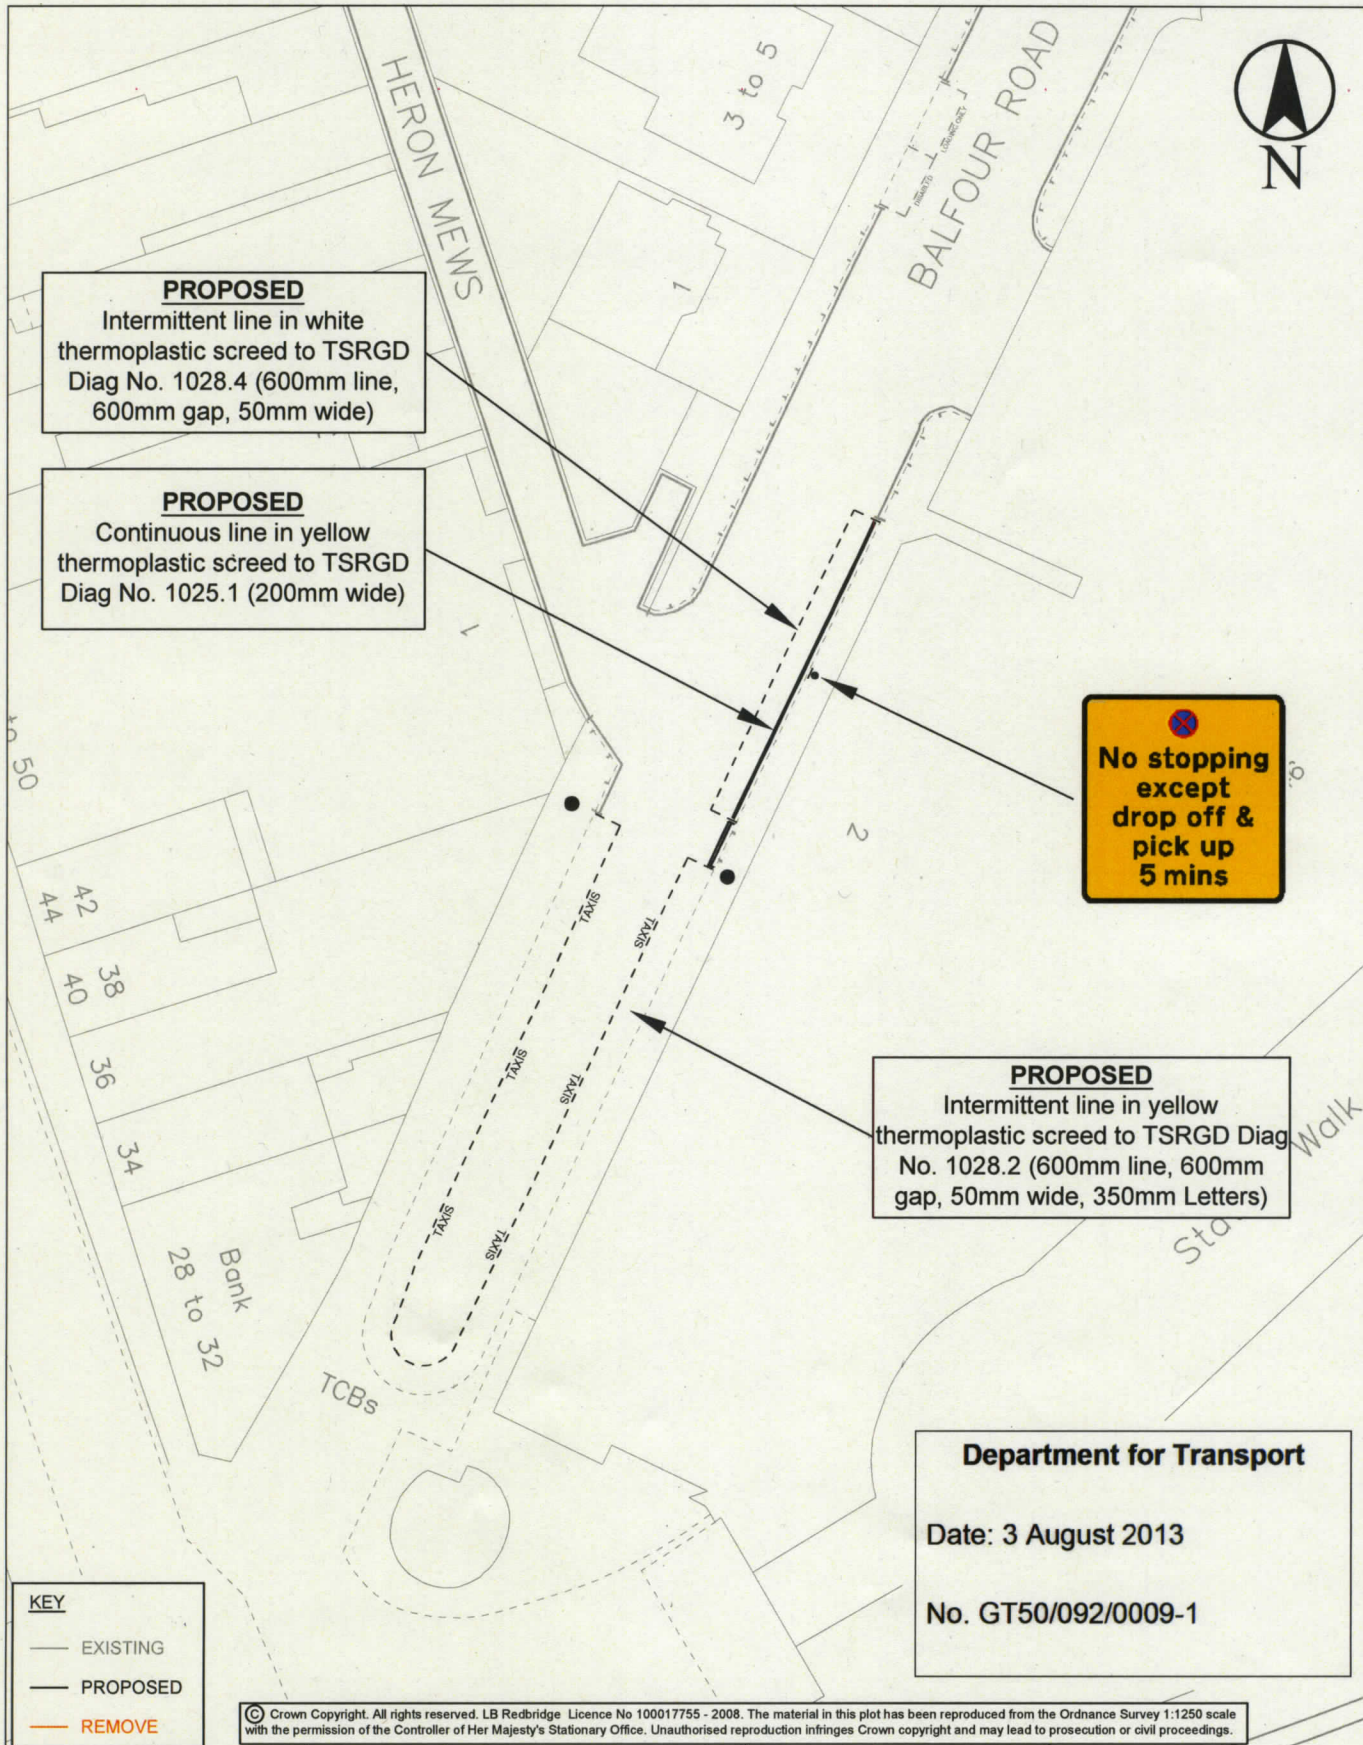 HERON MEWS
3 to 5
BALFOUR ROAD
DISABLED
LOADING ONLY
N
1
PROPOSED
Intermittent line in white
thermoplastic screed to TSRGD
Diag No. 1028.4 (600mm line,
600mm gap, 50mm wide)
PROPOSED
Continuous line in yellow
thermoplastic screed to TSRGD
Diag No. 1025.1 (200mm wide)
1
No stopping
except
drop off &
pick up
5 mins
to 50
2
42
44
38
40
36
34
Bank
28 to 32
TAXIS
TAXIS
TAXIS
TAXIS
TAXIS
TAXIS
PROPOSED
Intermittent line in yellow
thermoplastic screed to TSRGD Diag
No. 1028.2 (600mm line, 600mm
gap, 50mm wide, 350mm Letters)
Walk
TCBs
Department for Transport
Date: 3 August 2013
No. GT50/092/0009-1
KEY
EXISTING
PROPOSED
REMOVE
© Crown Copyright. All rights reserved. LB Redbridge Licence No 100017755 - 2008. The material in this plot has been reproduced from the Ordnance Survey 1:1250 scale
with the permission of the Controller of Her Majesty's Stationary Office. Unauthorised reproduction infringes Crown copyright and may lead to prosecution or civil proceedings.